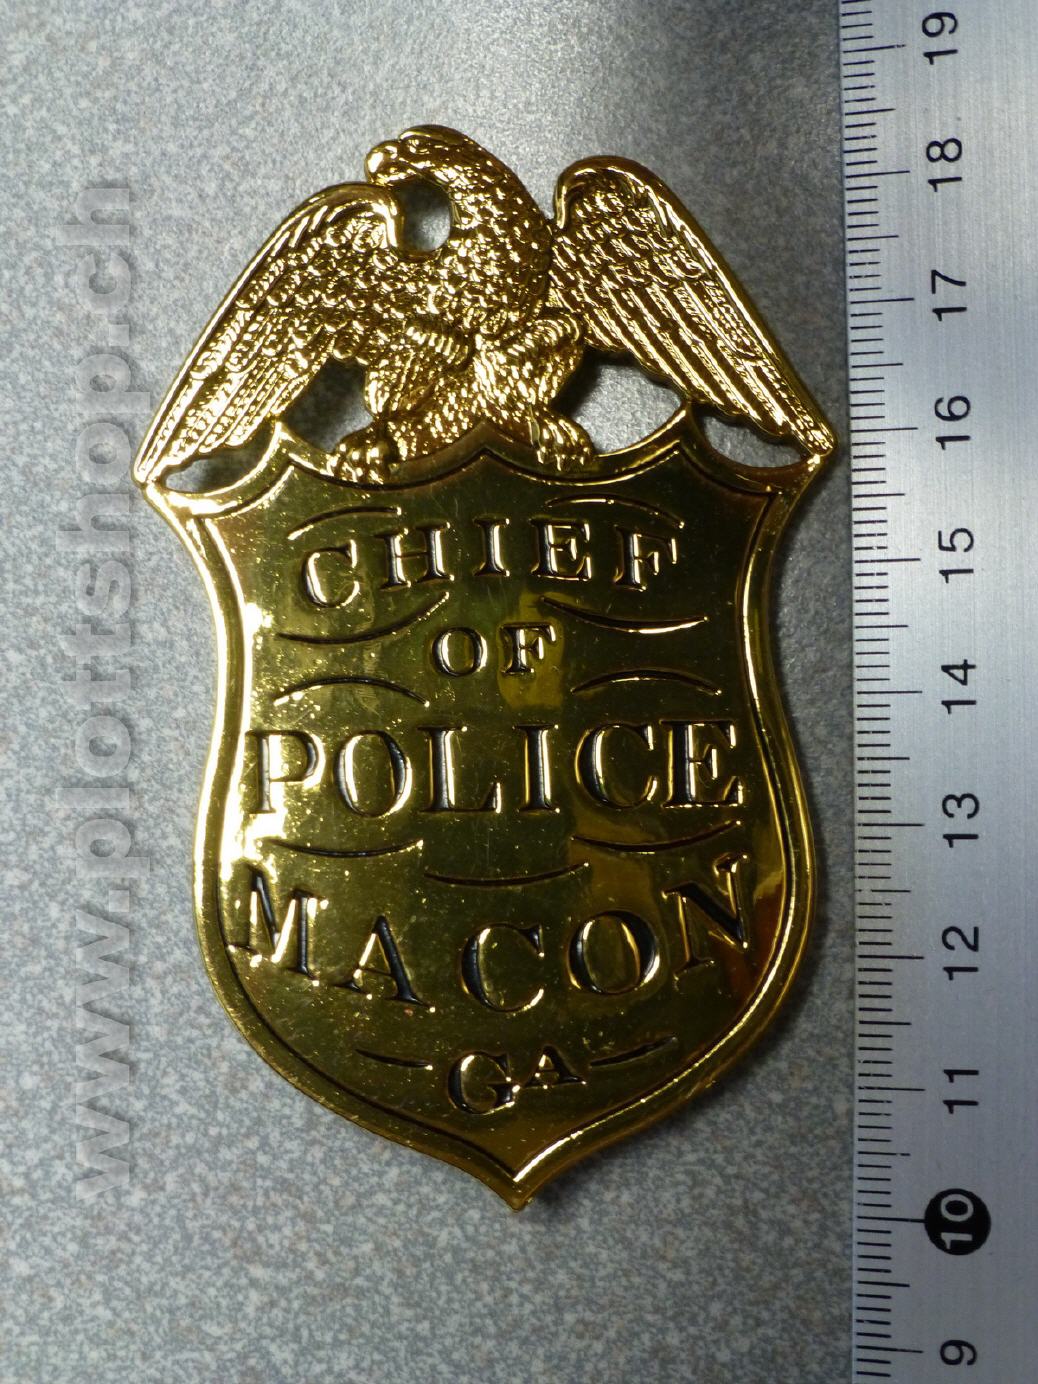 CHIEF
OF
POLICE
MACON
GA
www.plottshop.ch
19
18
17
16
15
14
13
12
11
10
9